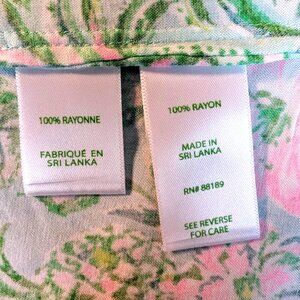 100% RAYONNE
FABRIQUÉ EN
SRI LANKA
100% RAYON
MADE IN
SRI LANKA
RN# 88189
SEE REVERSE
FOR CARE